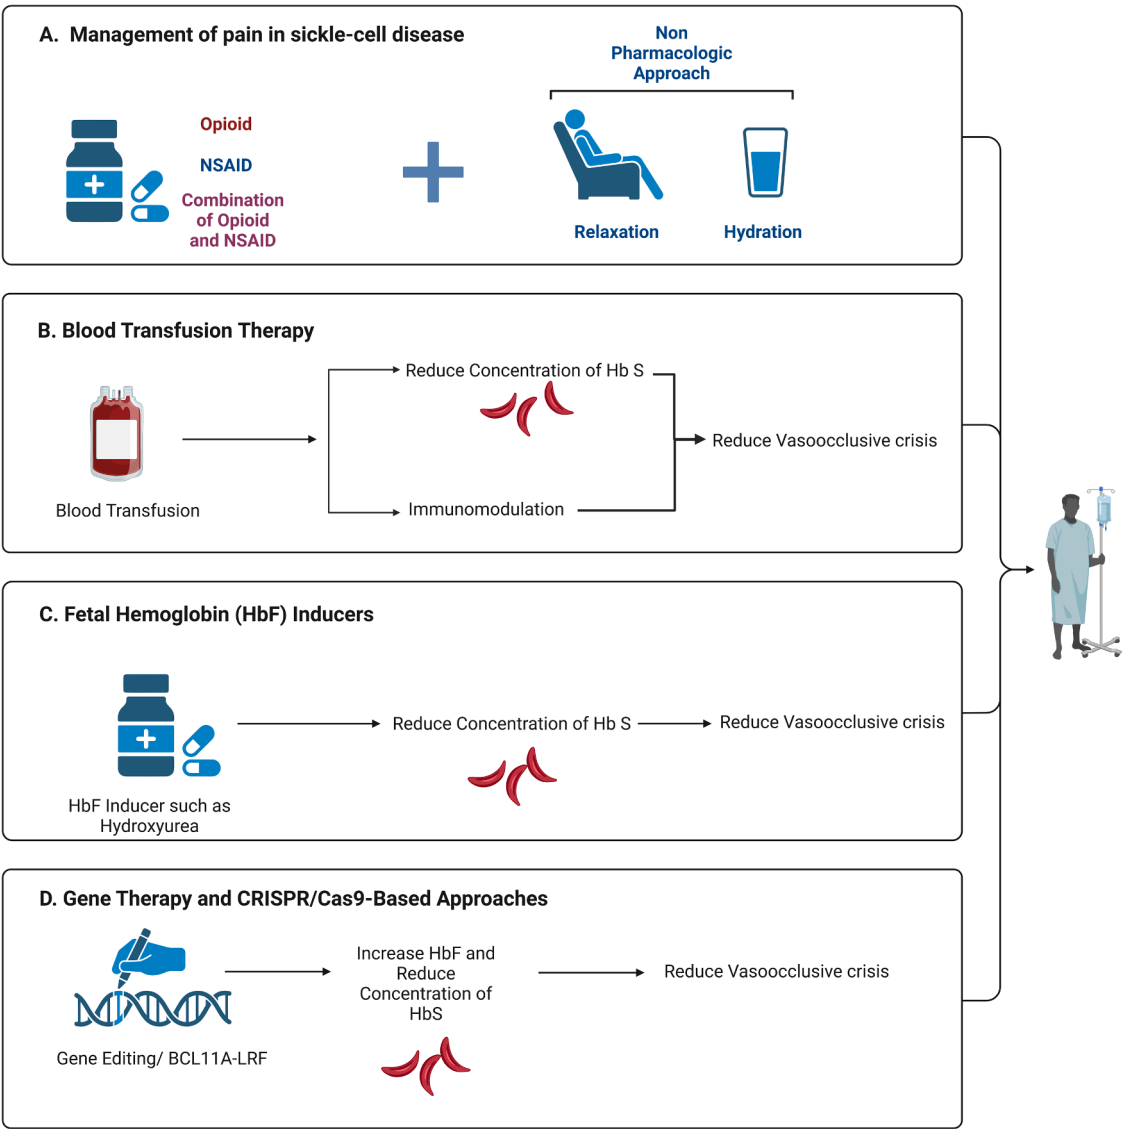 A. Management of pain in sickle-cell disease
Non
Pharmacologic
Approach
Opioid
NSAID
Combination
of Opioid
and NSAID
Relaxation
Hydration
B. Blood Transfusion Therapy
Reduce Concentration of Hb S
Reduce Vasoocclusive crisis
Blood Transfusion
Immunomodulation
C. Fetal Hemoglobin (HbF) Inducers
Reduce Concentration of Hb S
Reduce Vasoocclusive crisis
HbF Inducer such as
Hydroxyurea
D. Gene Therapy and CRISPR/Cas9-Based Approaches
Increase HbF and
Reduce
Concentration of
HbS
Reduce Vasoocclusive crisis
Gene Editing/ BCL11A-LRF